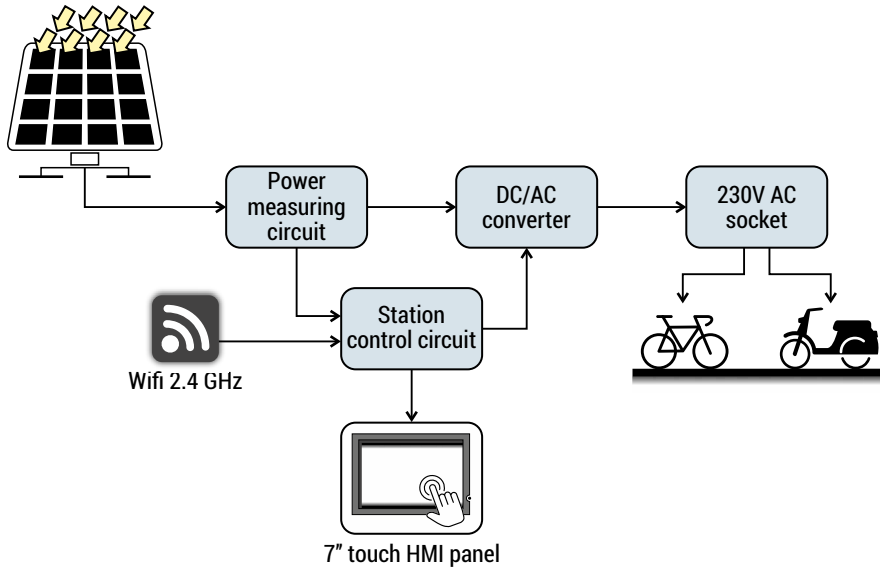 Power
measuring
circuit
DC/AC
converter
230V AC
socket
Station
control circuit
Wifi 2.4 GHz
7” touch HMI panel